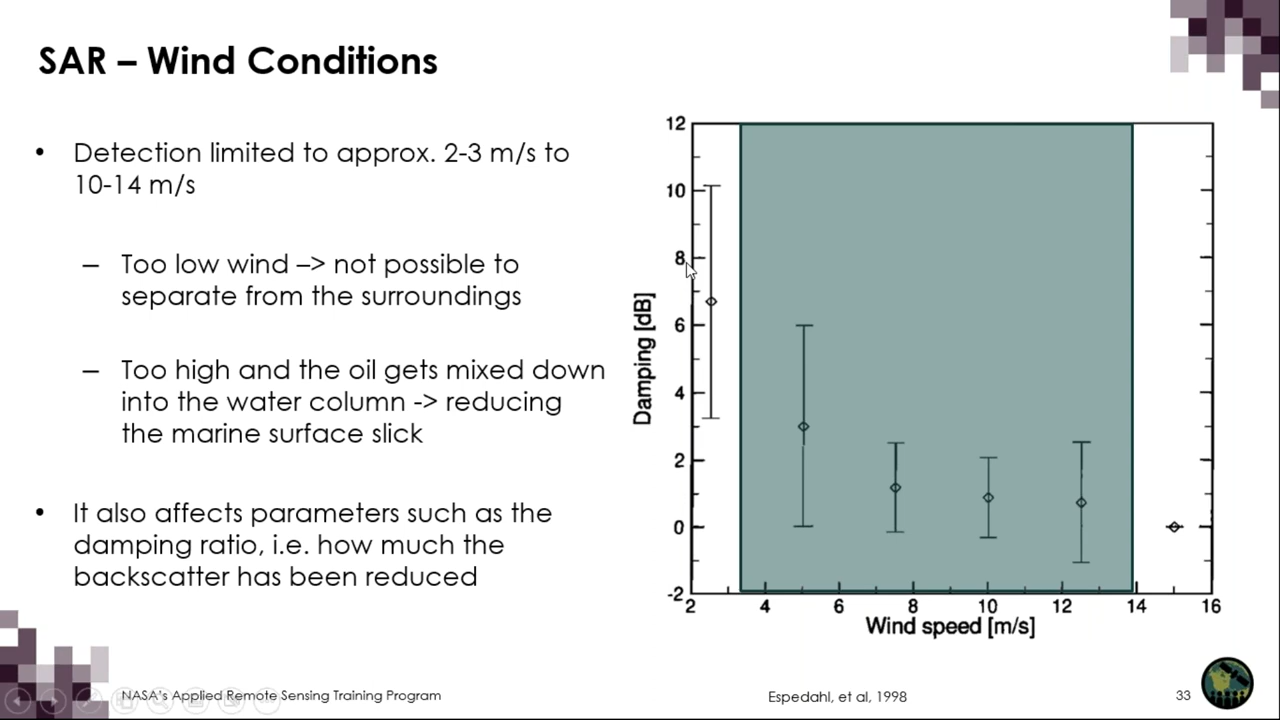 SAR – Wind Conditions
• Detection limited to approx. 2-3 m/s to
10-14 m/s
– Too low wind –> not possible to
separate from the surroundings
– Too high and the oil gets mixed down
into the water column -> reducing
the marine surface slick
• It also affects parameters such as the
damping ratio, i.e. how much the
backscatter has been reduced
12
10
8
6
4
2
0
-2
Damping [dB]
2 4 6 8 10 12 14 16
Wind speed [m/s]
NASA's Applied Remote Sensing Training Program
Espedahl, et al, 1998
33